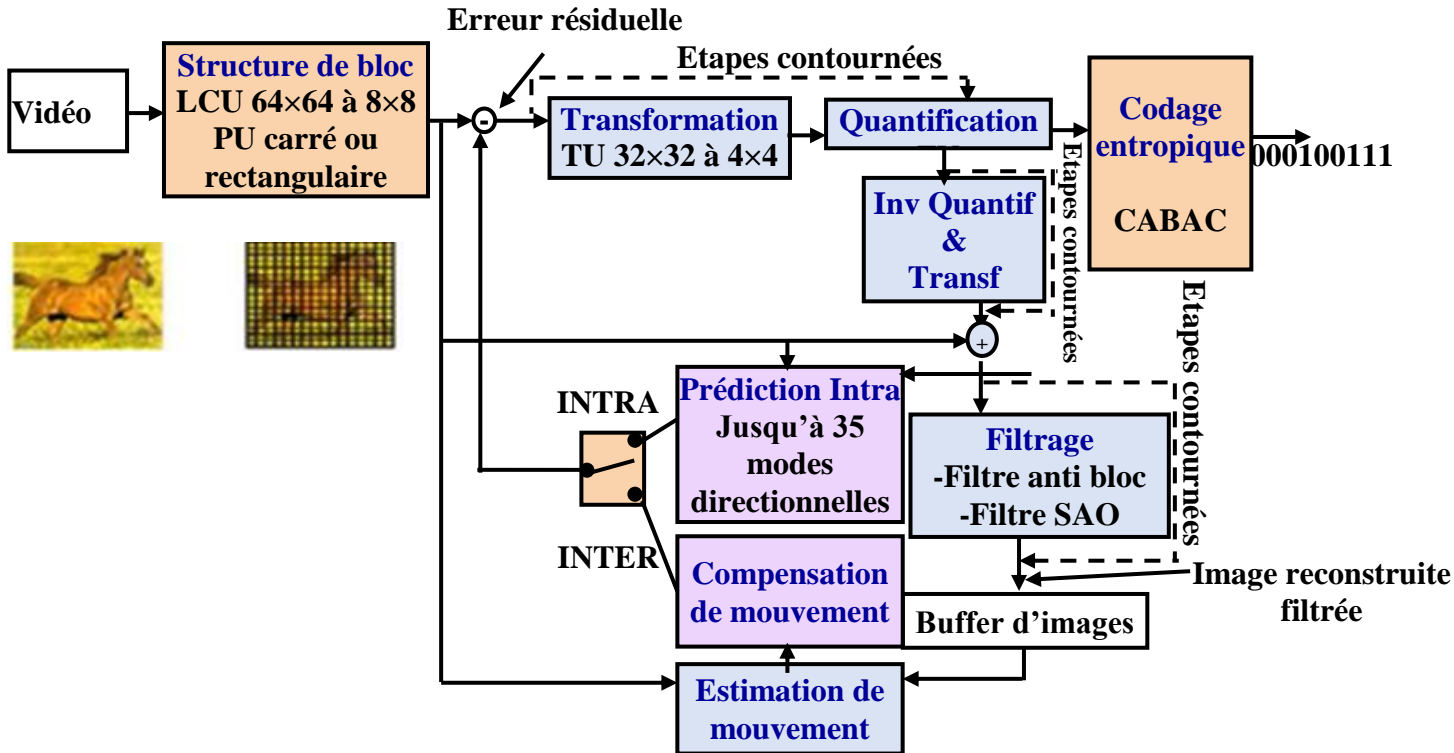 Erreur résiduelle
Etapes contournées
Vidéo
Structure de bloc
LCU 64×64 à 8×8
PU carré ou
rectangulaire
-
Transformation
TU 32×32 à 4×4
Quantification
Codage
entropique
CABAC
000100111
Etapes contournées
Inv Quantif
&
Transf
+
Etapes contournées
INTRA
Prédiction Intra
Jusqu’à 35
modes
directionnelles
Filtrage
-Filtre anti bloc
-Filtre SAO
INTER
Compensation
de mouvement
Image reconstruite
filtrée
Buffer d’images
Estimation de
mouvement